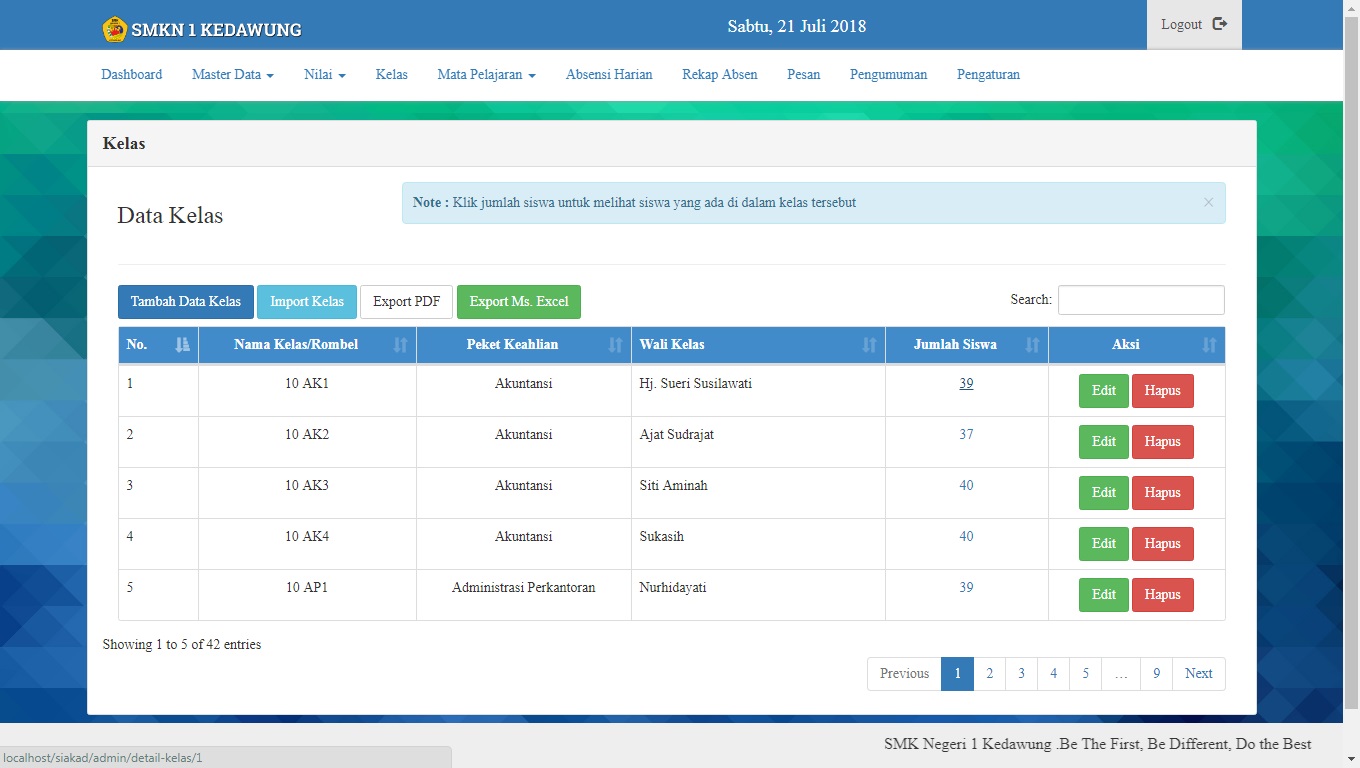 SMKN 1 KEDAWUNG
Sabtu, 21 Juli 2018
Logout
Dashboard Master Data Nilai Kelas Mata Pelajaran Absensi Harian Rekap Absen Pesan Pengumuman Pengaturan
Kelas
Data Kelas
Note : Klik jumlah siswa untuk melihat siswa yang ada di dalam kelas tersebut ×
Tambah Data Kelas Import Kelas Export PDF Export Ms. Excel Search:
No. Nama Kelas/Rombel Peket Keahlian Wali Kelas Jumlah Siswa Aksi
1 10 AK1 Akuntansi Hj. Sueri Susilawati 39 Edit Hapus
2 10 AK2 Akuntansi Ajat Sudrajat 37 Edit Hapus
3 10 AK3 Akuntansi Siti Aminah 40 Edit Hapus
4 10 AK4 Akuntansi Sukasih 40 Edit Hapus
5 10 AP1 Administrasi Perkantoran Nurhidayati 39 Edit Hapus
Showing 1 to 5 of 42 entries
Previous 1 2 3 4 5 … 9 Next
SMK Negeri 1 Kedawung .Be The First, Be Different, Do the Best
localhost/siakad/admin/detail-kelas/1